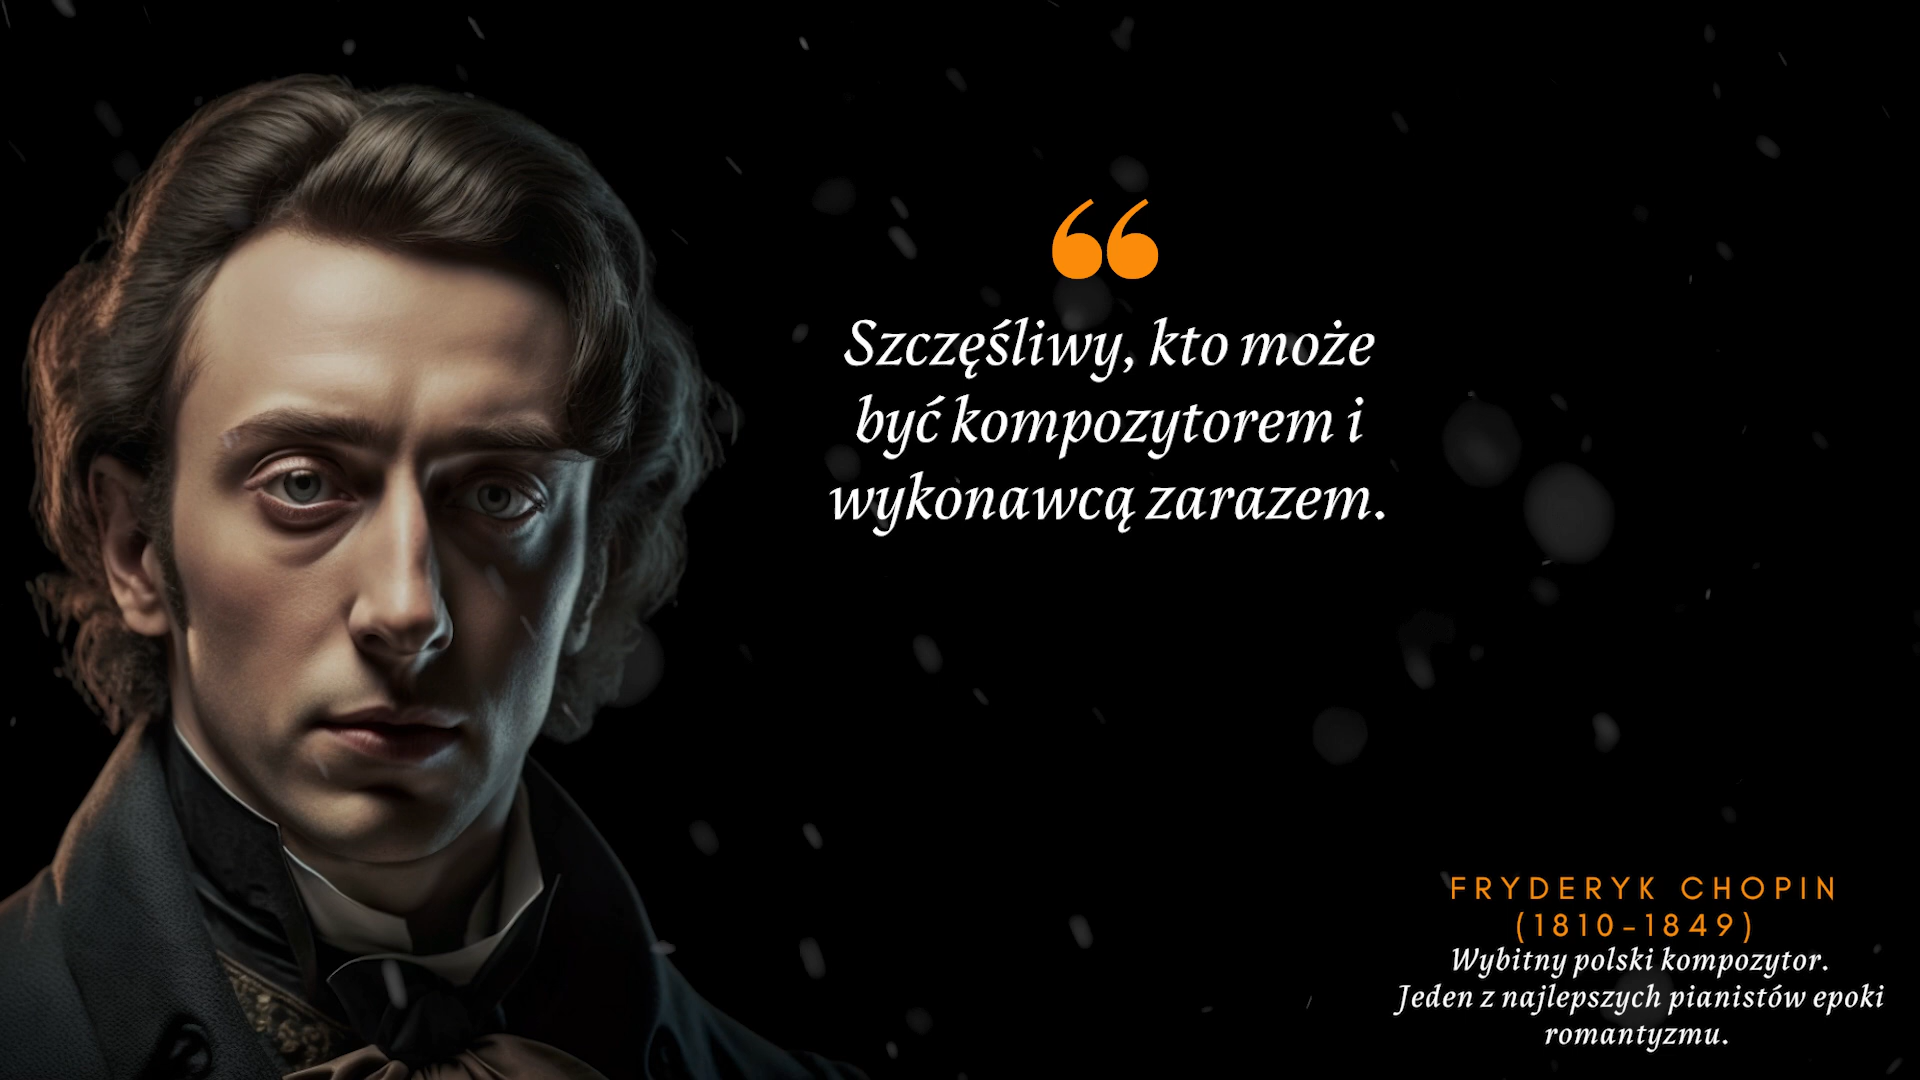 ❝
Szczęśliwy, kto może
być kompozytorem i
wykonawcą zarazem.
FRYDERYK CHOPIN
(1810-1849)
Wybitny polski kompozytor.
Jeden z najlepszych pianistów epoki
romantyzmu.